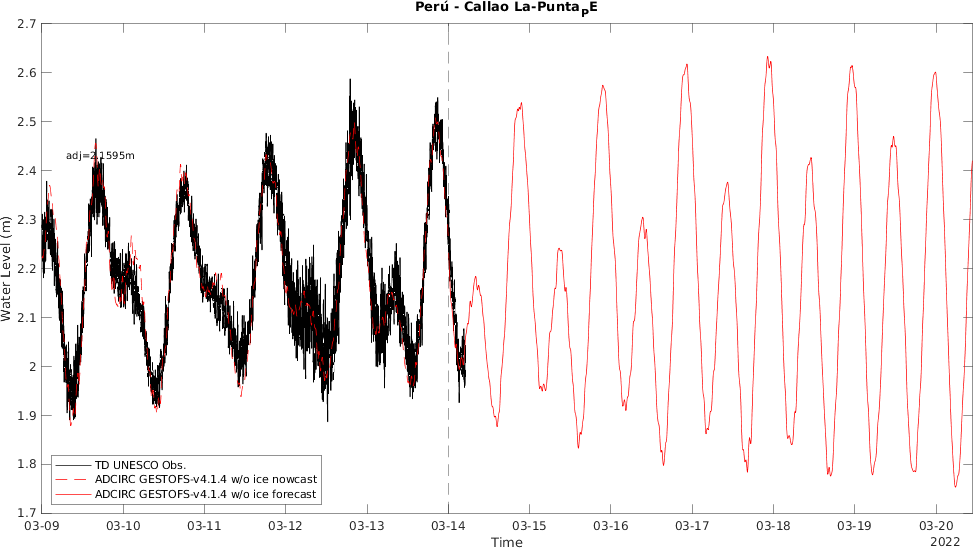 Perú - Callao La-PuntapE
2.7
2.6
2.5
2.4
2.3
2.2
2.1
2
1.9
1.8
1.7
Water Level (m)
adj=2.1595m
TD UNESCO Obs.
ADCIRC GESTOFS-v4.1.4 w/o ice nowcast
ADCIRC GESTOFS-v4.1.4 w/o ice forecast
03-09 03-10 03-11 03-12 03-13 03-14 03-15 03-16 03-17 03-18 03-19 03-20
Time
2022